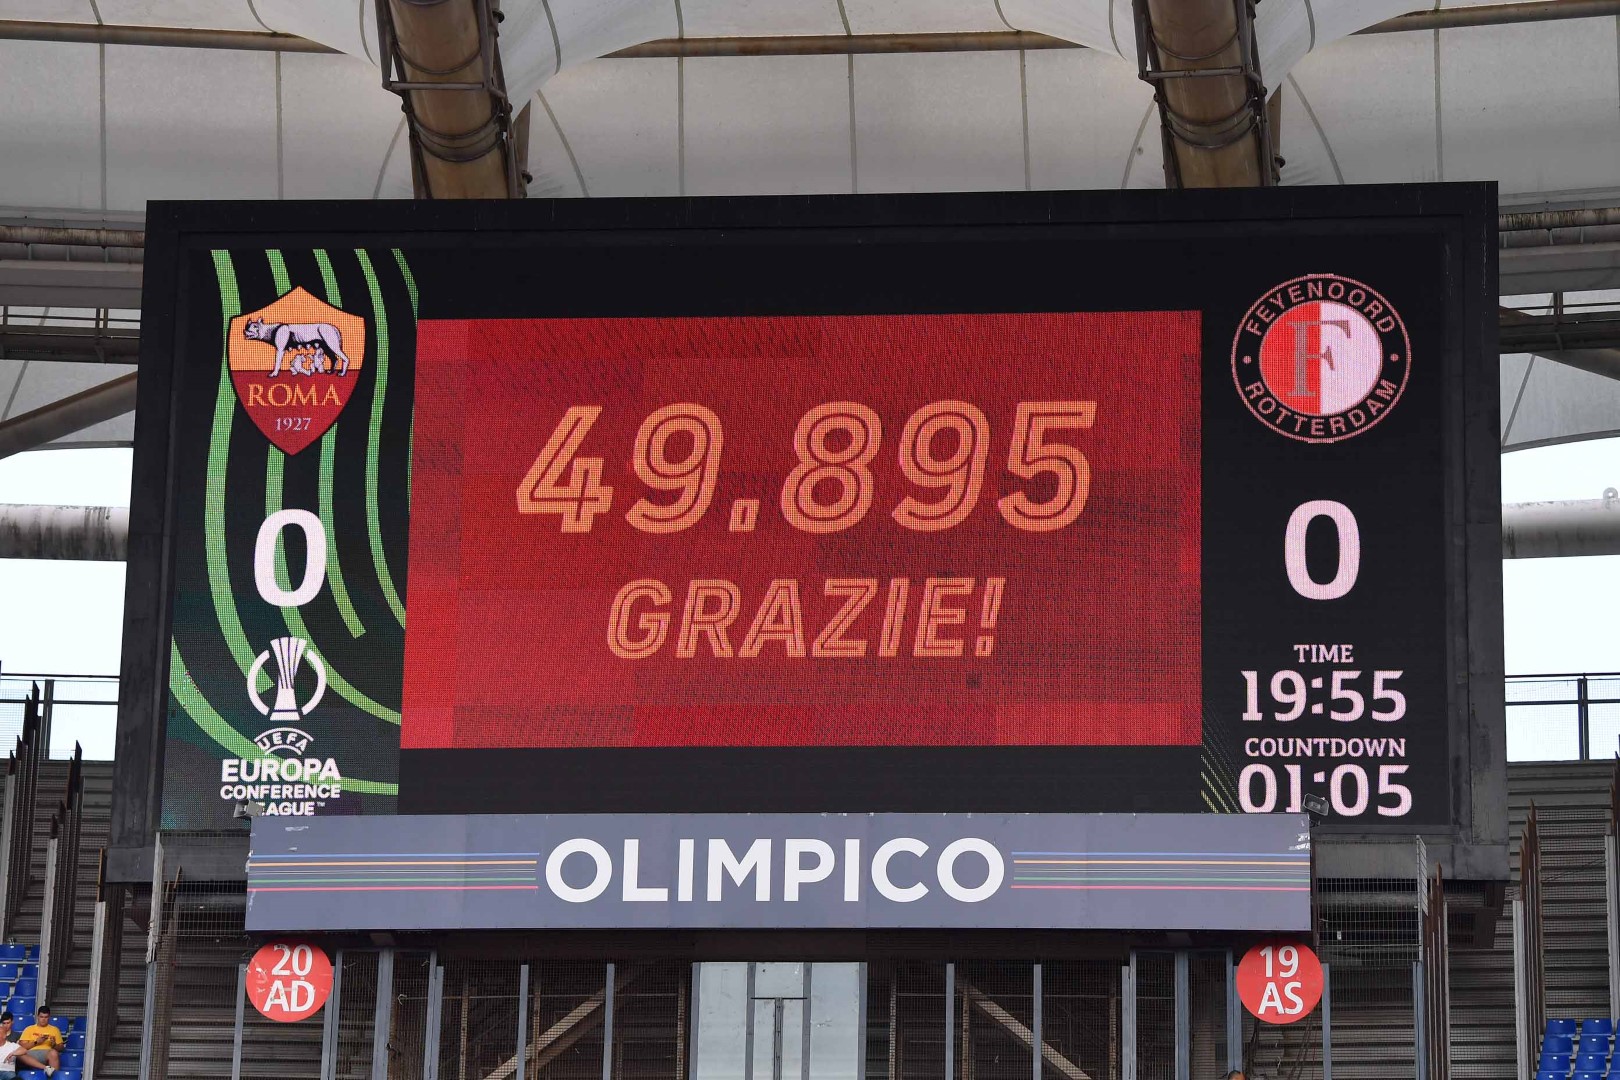 ROMA
1927
0
UEFA
EUROPA
CONFERENCE
LEAGUE™
49.895
GRAZIE!
FEYENOORD
F
ROTTERDAM
0
TIME
19:55
COUNTDOWN
01:05
OLIMPICO
20
AD
19
AS